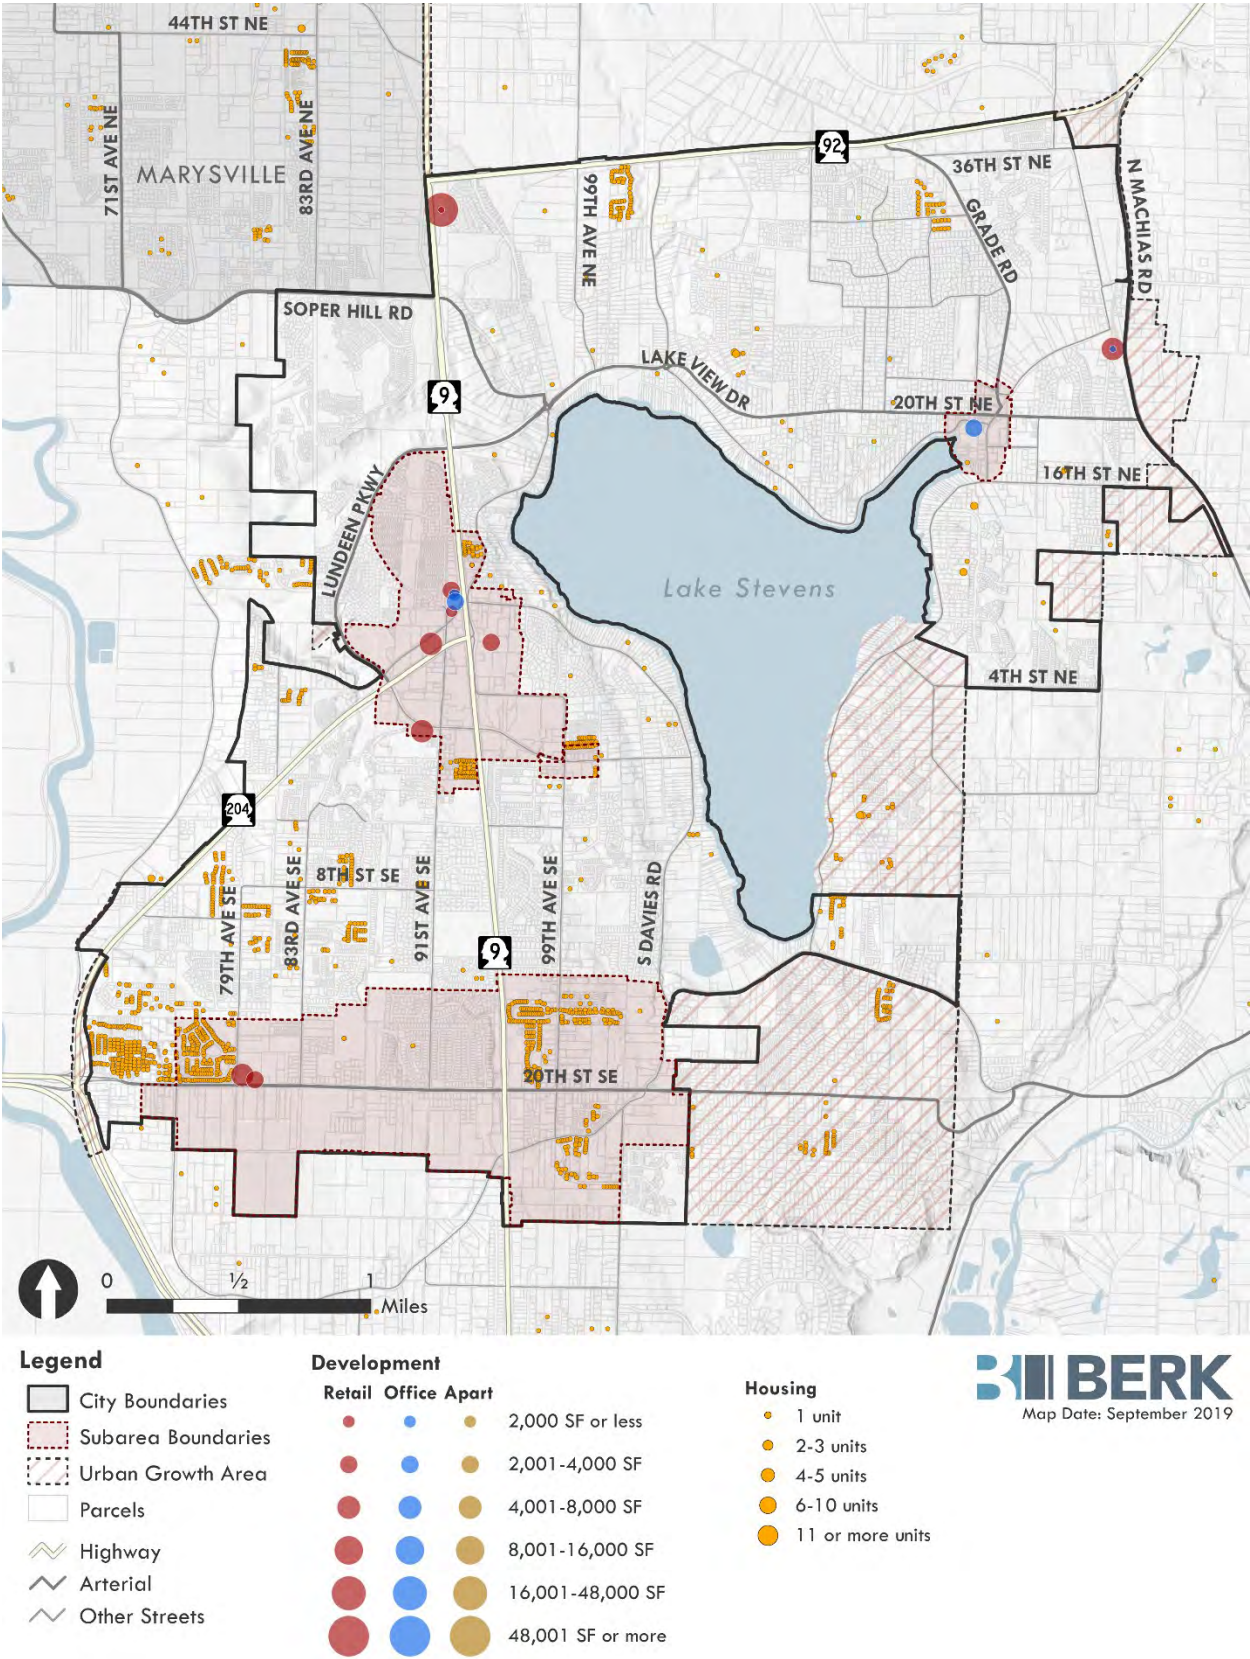 44TH ST NE
71ST AVE NE
83RD AVE NE
MARYSVILLE
92
36TH ST NE
99TH AVE NE
GRADE RD
N MACHIAS RD
SOPER HILL RD
LAKE VIEW DR
9
20TH ST NE
16TH ST NE
LUNDEEN PKWY
Lake Stevens
4TH ST NE
204
8TH ST SE
79TH AVE SE
83RD AVE SE
91ST AVE SE
99TH AVE SE
S DAVIES RD
9
20TH ST SE
0 ½ 1
Miles
Legend
City Boundaries
Subarea Boundaries
Urban Growth Area
Parcels
Highway
Arterial
Other Streets
Development
Retail Office Apart
2,000 SF or less
2,001-4,000 SF
4,001-8,000 SF
8,001-16,000 SF
16,001-48,000 SF
48,001 SF or more
Housing
1 unit
2-3 units
4-5 units
6-10 units
11 or more units
BERK
Map Date: September 2019